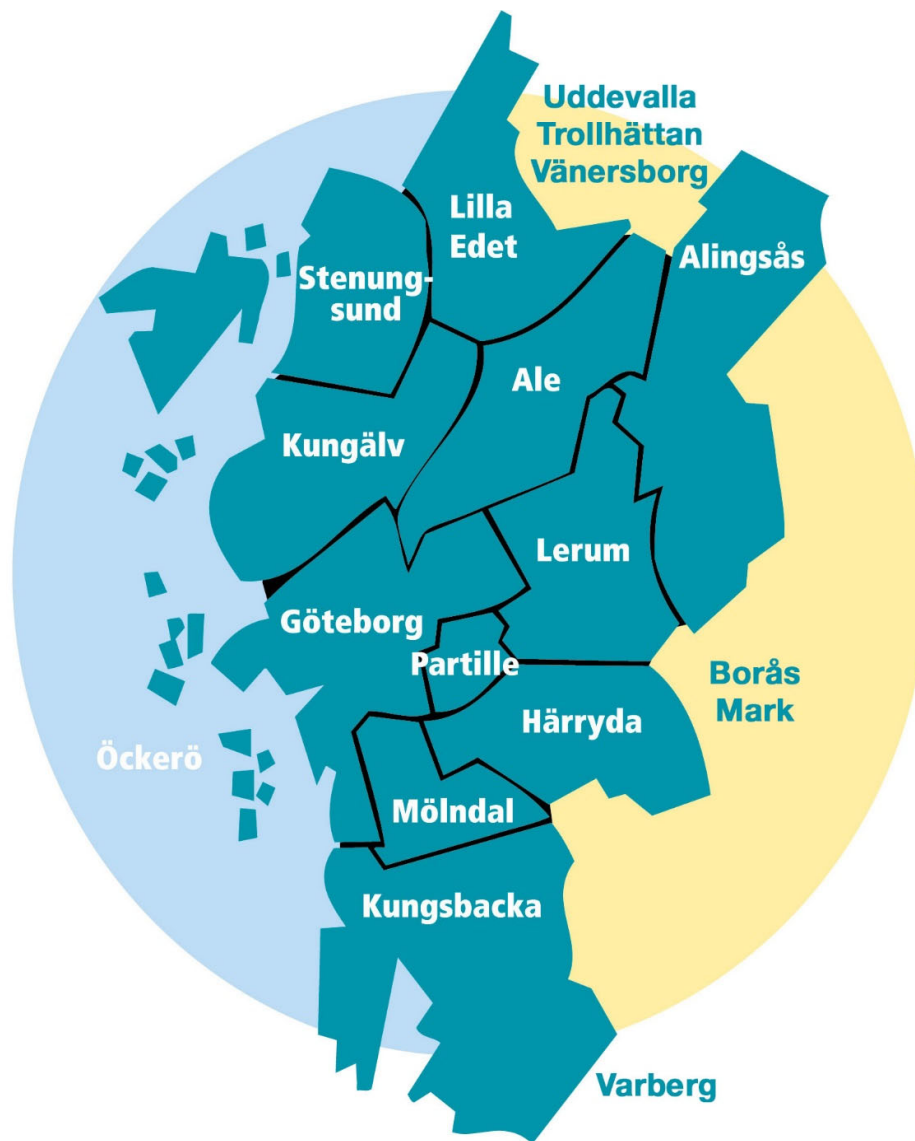 Uddevalla
Trollhättan
Vänersborg
Lilla
Edet
Alingsås
Stenung-
sund
Ale
Kungälv
Lerum
Göteborg
Partille
Borås
Mark
Härryda
Öckerö
Mölndal
Kungsbacka
Varberg